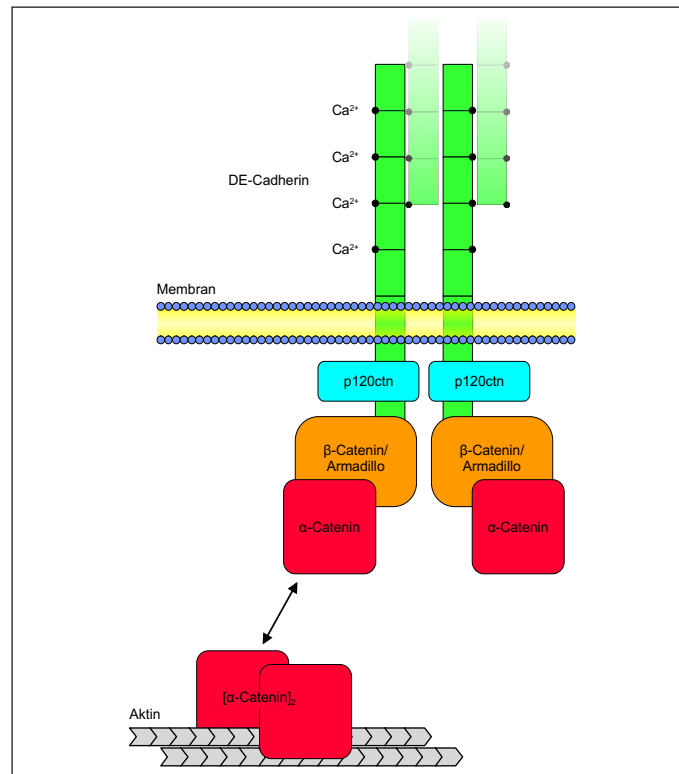 Ca²⁺
Ca²⁺
DE-Cadherin
Ca²⁺
Ca²⁺
Membran
p120ctn
p120ctn
β-Catenin/
Armadillo
β-Catenin/
Armadillo
α-Catenin
α-Catenin
[α-Catenin]₂
Aktin